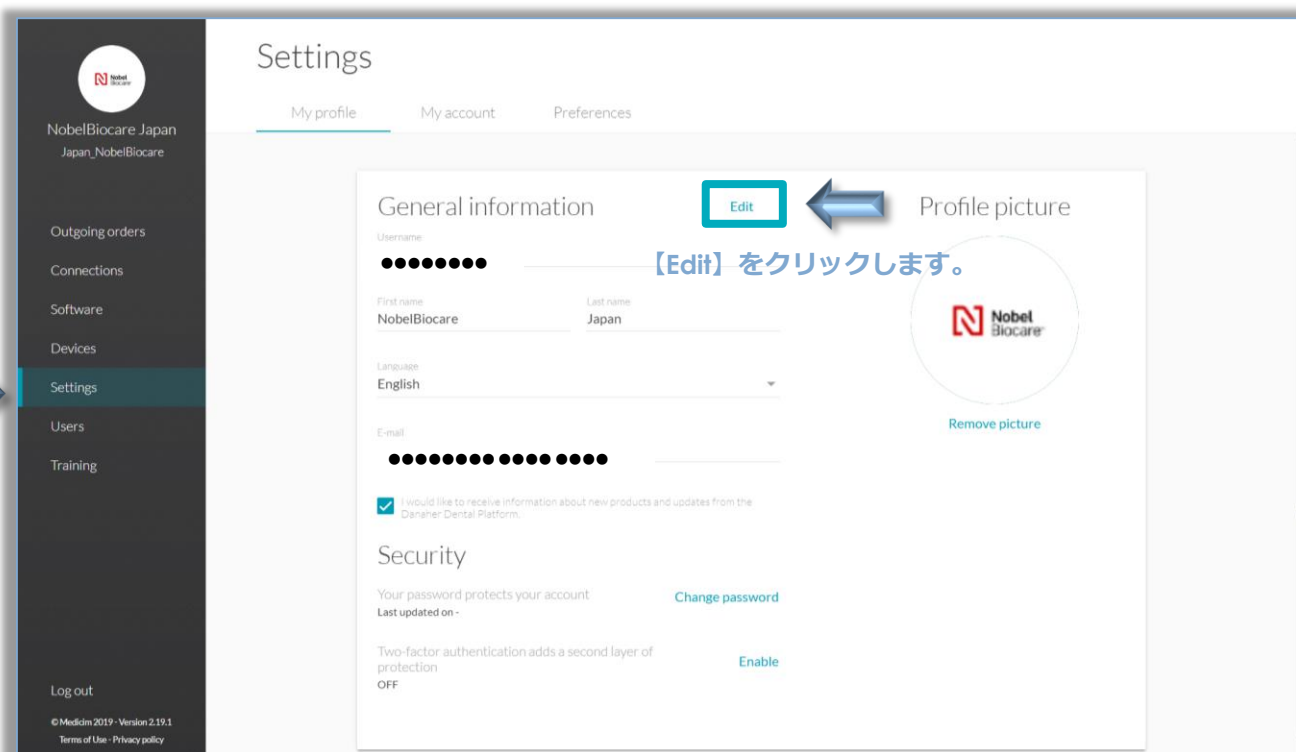 Nobel
Biocare
NobelBiocare Japan
Japan_NobelBiocare
Outgoing orders
Connections
Software
Devices
Settings
Users
Training
Log out
© Medicim 2019 - Version 2.19.1
Terms of Use - Privacy policy
Settings
My profile
My account
Preferences
General information
Edit
【Edit】をクリックします。
Username
●●●●●●●●
First name
NobelBiocare
Last name
Japan
Language
English
E-mail
●●●●●●●● ●●●● ●●●●
I would like to receive information about new products and updates from the
Danaher Dental Platform.
Security
Your password protects your account
Change password
Last updated on -
Two-factor authentication adds a second layer of
protection
Enable
OFF
Profile picture
Nobel
Biocare
Remove picture